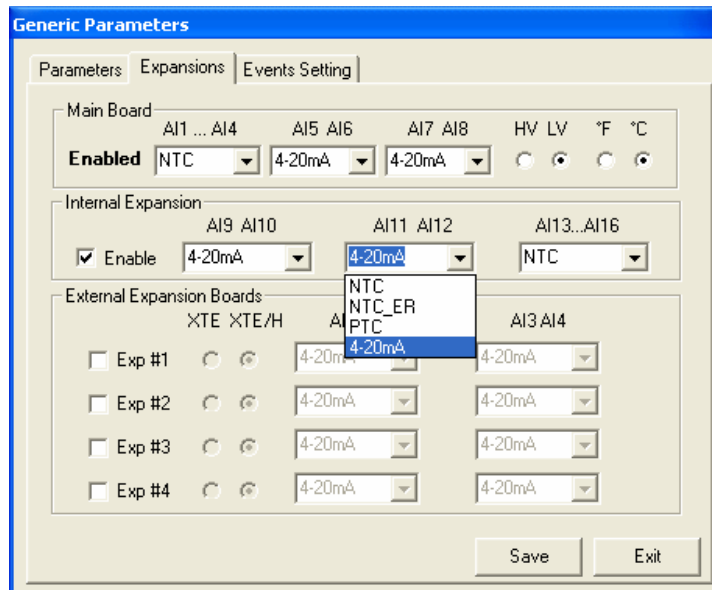 Generic Parameters
Parameters Expansions Events Setting
Main Board
AI1 ... AI4 AI5 AI6 AI7 AI8 HV LV °F °C
Enabled NTC 4-20mA 4-20mA
Internal Expansion
AI9 AI10 AI11 AI12 AI13...AI16
Enable 4-20mA 4-20mA NTC
NTC
NTC_ER
PTC
4-20mA
External Expansion Boards
XTE XTE/H AI3 AI4
Exp #1 4-20mA
Exp #2 4-20mA 4-20mA
Exp #3 4-20mA 4-20mA
Exp #4 4-20mA 4-20mA
Save Exit